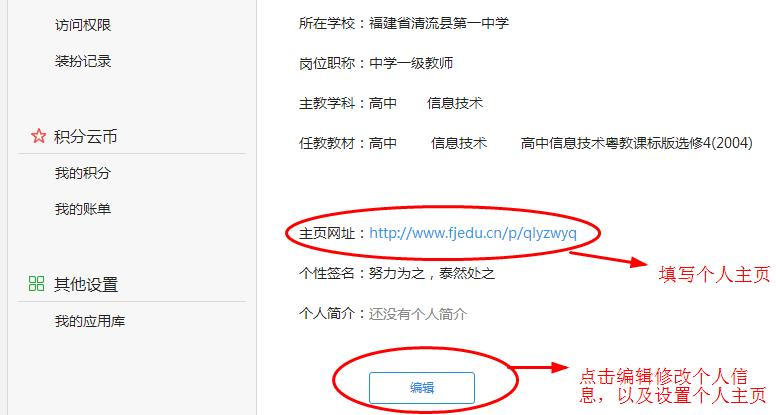 访问权限
装扮记录
积分云币
我的积分
我的账单
其他设置
我的应用库
所在学校：福建省清流县第一中学
岗位职称：中学一级教师
主教学科：高中 信息技术
任教教材：高中 信息技术 高中信息技术粤教课标版选修4(2004)
主页网址：http://www.fjedu.cn/p/qlyzwyq
填写个人主页
个性签名：努力为之，泰然处之
个人简介：还没有个人简介
编辑
点击编辑修改个人信
息，以及设置个人主页